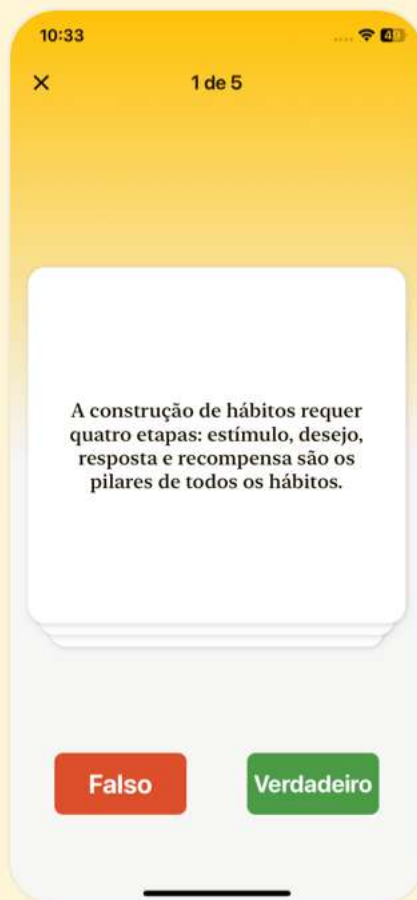 10:33
1 de 5
A construção de hábitos requer
quatro etapas: estímulo, desejo,
resposta e recompensa são os
pilares de todos os hábitos.
Falso
Verdadeiro